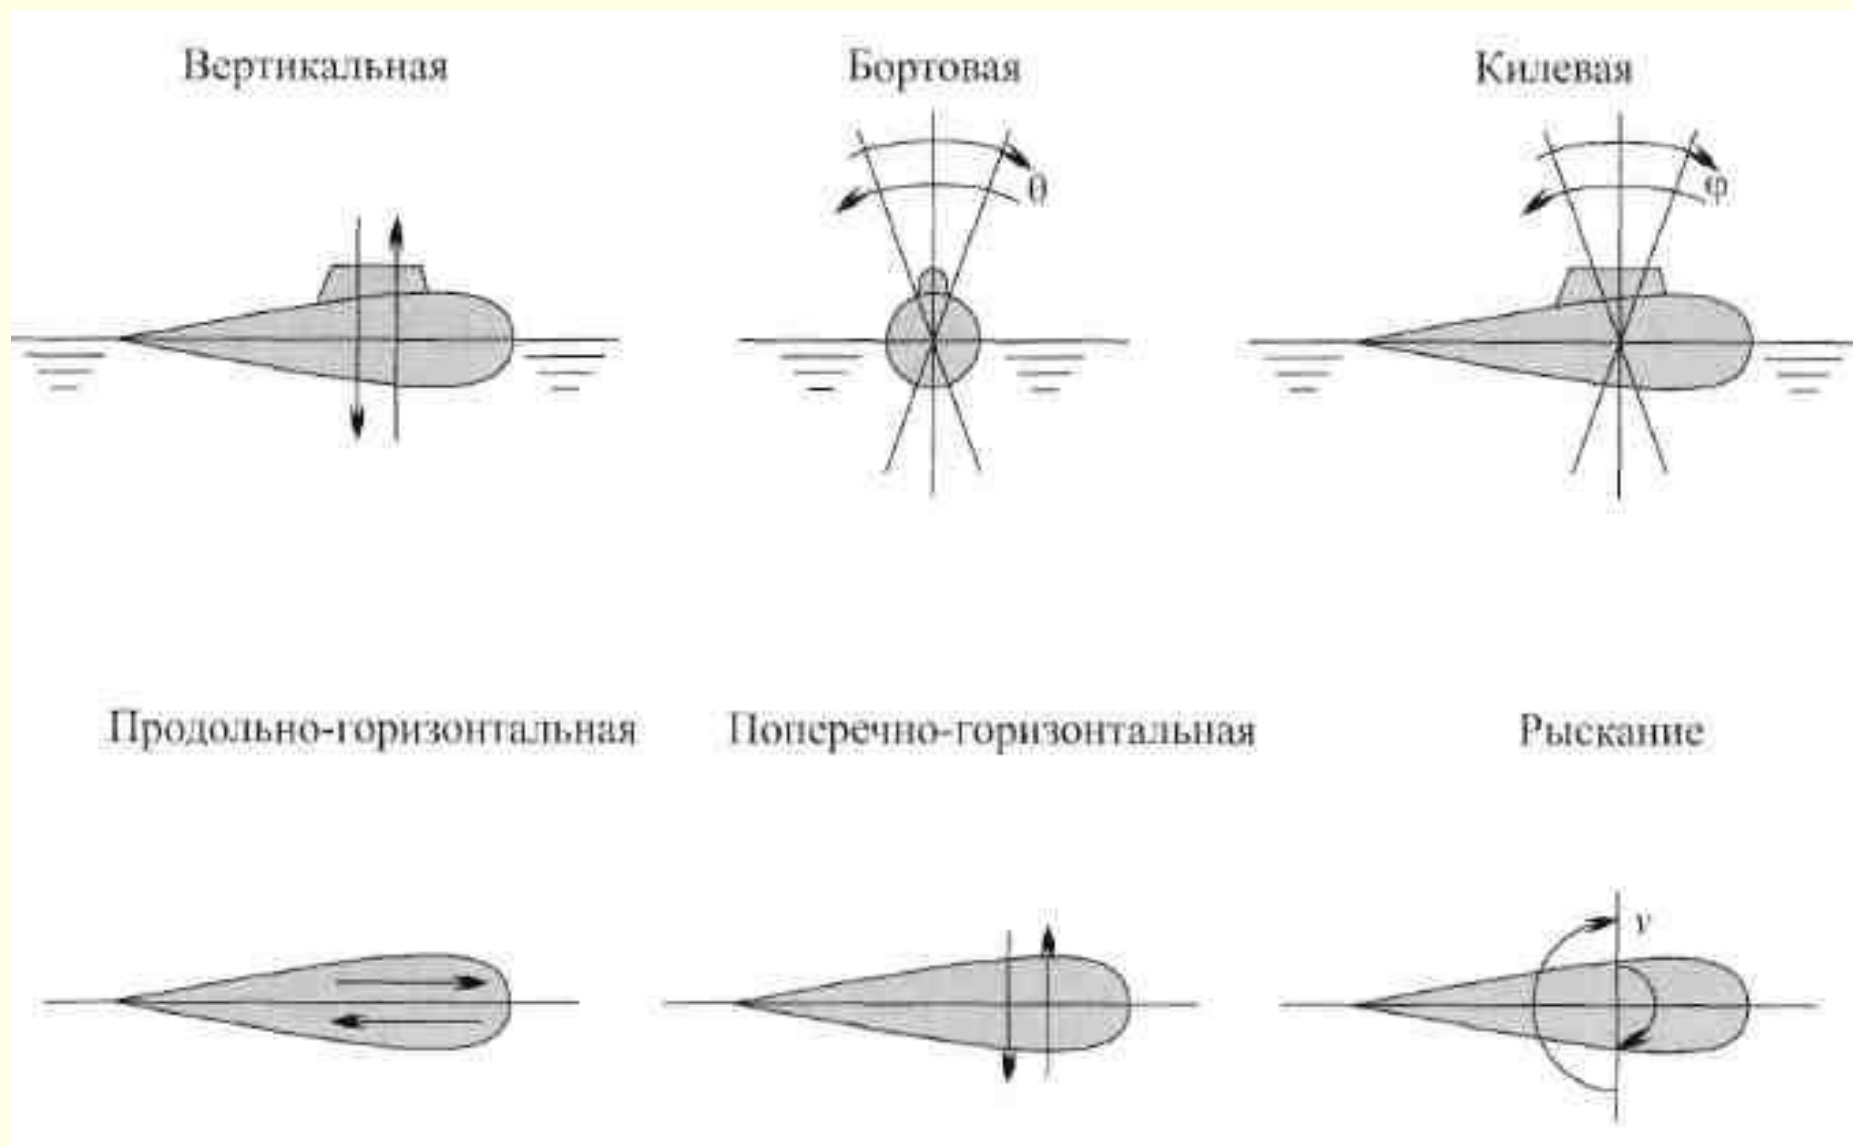 Вертикальная
Бортовая
Килевая
θ
φ
Продольно-горизонтальная
Поперечно-горизонтальная
Рыскание
γ